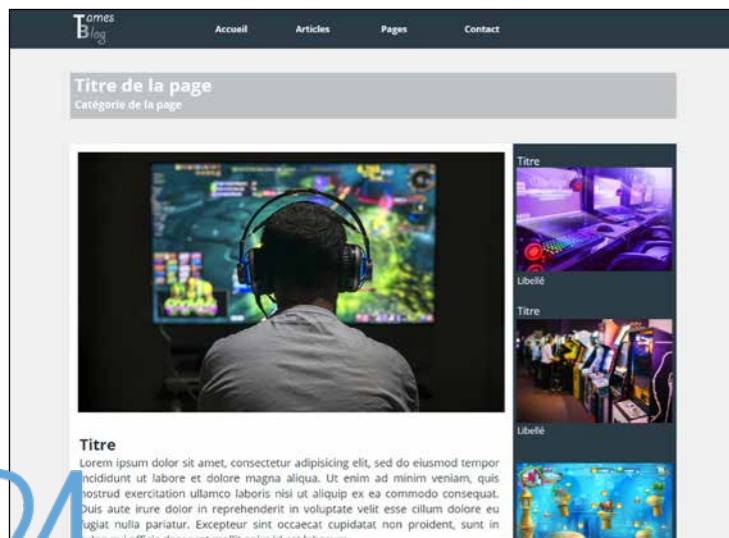 Tames
Blog
Accueil
Articles
Pages
Contact
Titre de la page
Catégorie de la page
Titre
Libellé
Titre
Libellé
Titre
Lorem ipsum dolor sit amet, consectetur adipisicing elit, sed do eiusmod tempor
incididunt ut labore et dolore magna aliqua. Ut enim ad minim veniam, quis
nostrud exercitation ullamco laboris nisi ut aliquip ex ea commodo consequat.
Duis aute irure dolor in reprehenderit in voluptate velit esse cillum dolore eu
fugiat nulla pariatur. Excepteur sint occaecat cupidatat non proident, sunt in